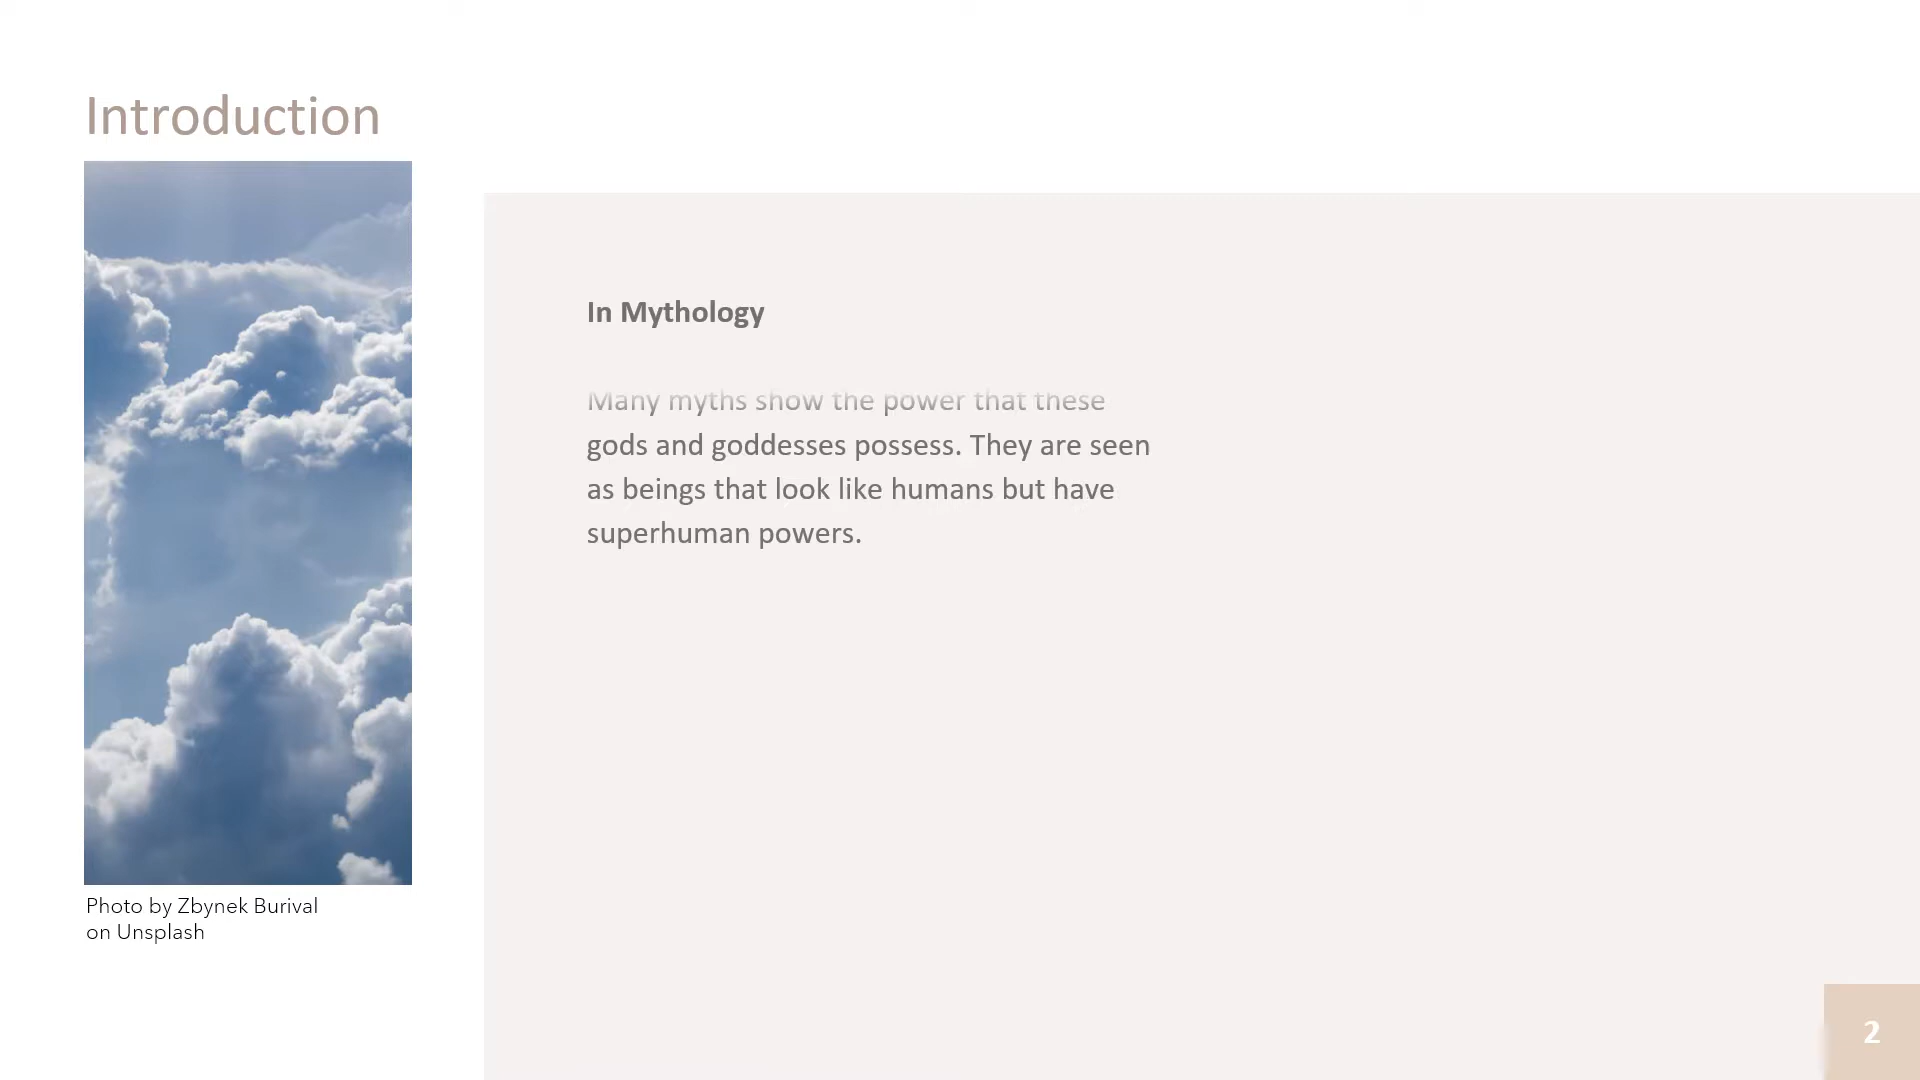 Introduction
Photo by Zbynek Burival
on Unsplash
In Mythology
Many myths show the power that these
gods and goddesses possess. They are seen
as beings that look like humans but have
superhuman powers.
2